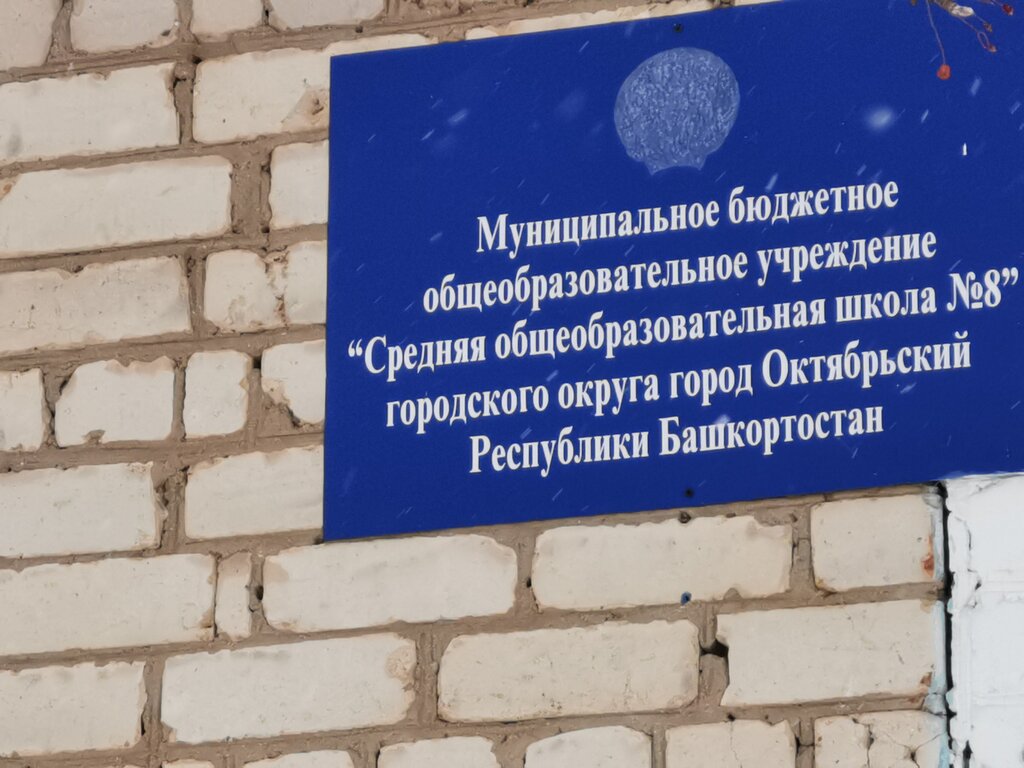 Муниципальное бюджетное
общеобразовательное учреждение
“Средняя общеобразовательная школа №8”
городского округа город Октябрьский
Республики Башкортостан